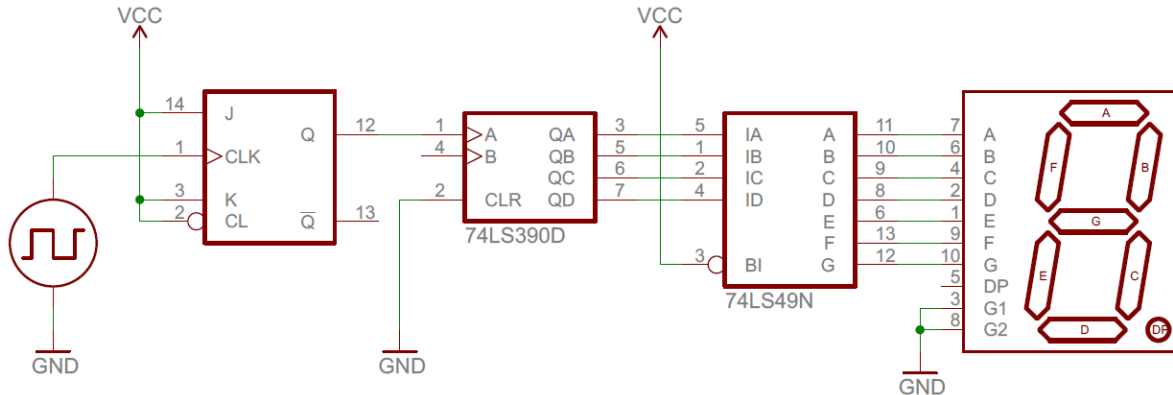 VCC
VCC
14 J
Q 12
1 CLK
3 K
2 CL
Q 13
1 A QA 3
4 B QB 5
QC 6
2 CLR QD 7
74LS390D
5 IA A 11
1 IB B 10
2 IC C 9
4 ID D 8
E 6
F 13
G 12
3 BI
74LS49N
7 A
6 B
4 C
2 D
1 E
9 F
10 G
5 DP
3 G1
8 G2
A
F B
G
E C
D DP
GND
GND
GND